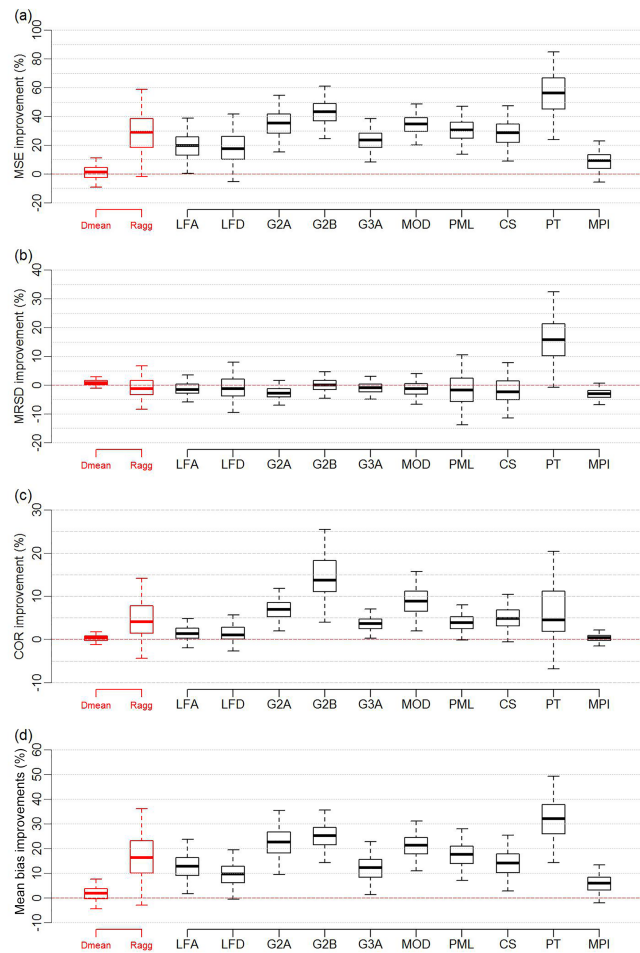 (a)
MSE improvement (%)
100
80
60
40
20
0
-20
Dmean Ragg LFA LFD G2A G2B G3A MOD PML CS PT MPI
(b)
MRSD improvement (%)
40
30
20
10
0
-10
-20
Dmean Ragg LFA LFD G2A G2B G3A MOD PML CS PT MPI
(c)
COR improvement (%)
30
20
10
0
-10
Dmean Ragg LFA LFD G2A G2B G3A MOD PML CS PT MPI
(d)
Mean bias improvements (%)
60
50
40
30
20
10
0
-10
Dmean Ragg LFA LFD G2A G2B G3A MOD PML CS PT MPI